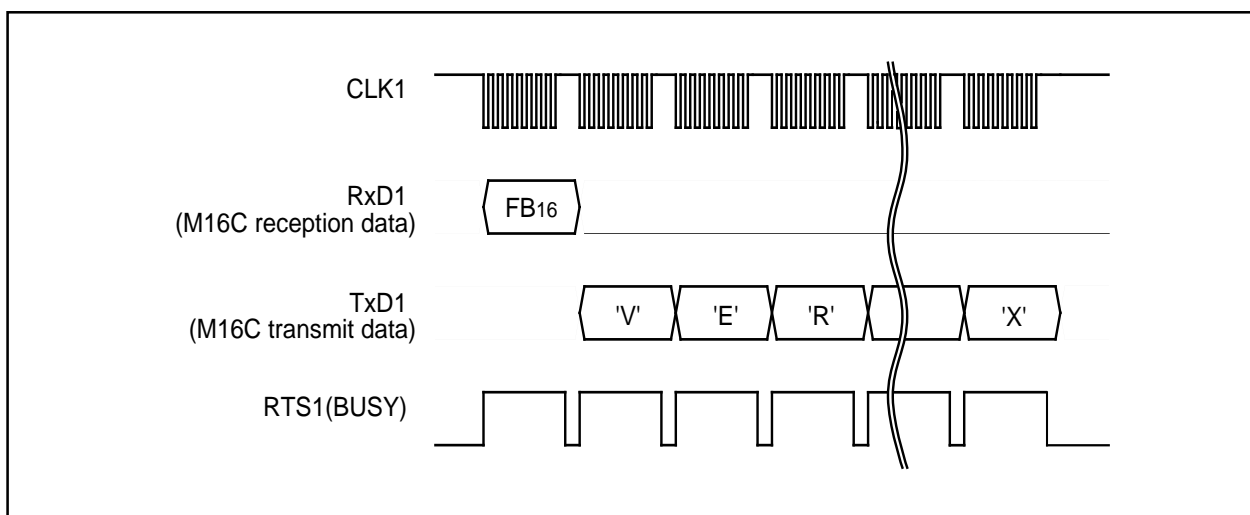 CLK1
RxD1
(M16C reception data)
FB16
TxD1
(M16C transmit data)
'V' 'E' 'R' 'X'
RTS1(BUSY)